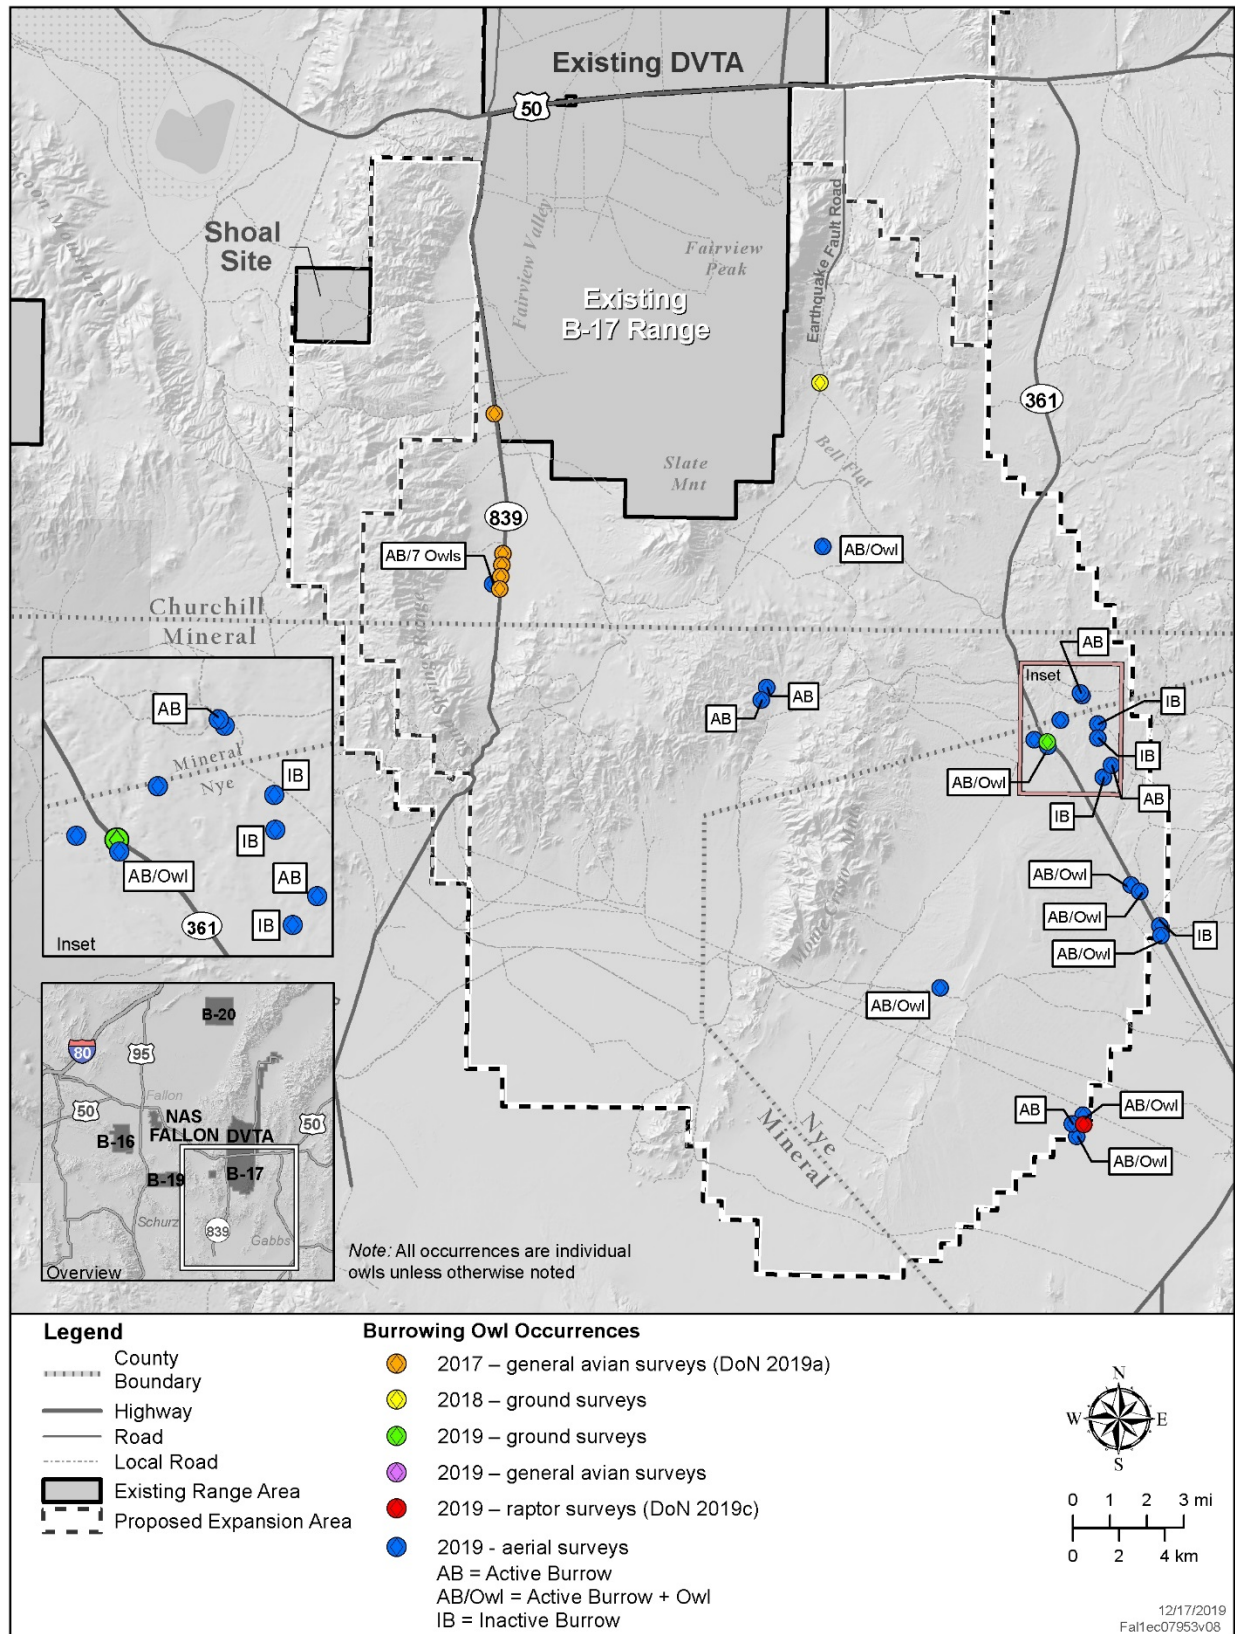 Existing DVTA
50
Shoal
Site
Fairview Valley
Fairview
Peak
Earthquake Fault Road
Existing
B-17 Range
361
Bell Flat
Slate
Mnt
839
AB/7 Owls
AB/Owl
Churchill
Mineral
AB
Inset
IB
AB
AB
IB
AB/Owl
AB
IB
AB
Mineral
Nye
IB
IB
AB/Owl
AB
361
IB
Inset
AB/Owl
AB/Owl
IB
AB/Owl
Monte Cristo Mnts
AB/Owl
B-20
80
95
Fallon
50
NAS
FALLON
DVTA
50
B-16
B-19
B-17
Schurz
839
Gabbs
Overview
Nye
Mineral
AB
AB/Owl
AB/Owl
Note: All occurrences are individual
owls unless otherwise noted
Legend
County
Boundary
Highway
Road
Local Road
Existing Range Area
Proposed Expansion Area
Burrowing Owl Occurrences
2017 – general avian surveys (DoN 2019a)
2018 – ground surveys
2019 – ground surveys
2019 – general avian surveys
2019 – raptor surveys (DoN 2019c)
2019 - aerial surveys
AB = Active Burrow
AB/Owl = Active Burrow + Owl
IB = Inactive Burrow
N
W E
S
0 1 2 3 mi
0 2 4 km
12/17/2019
Fal1ec07953v08